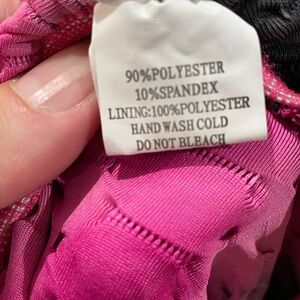 90%POLYESTER
10%SPANDEX
LINING:100%POLYESTER
HAND WASH COLD
DO NOT BLEACH